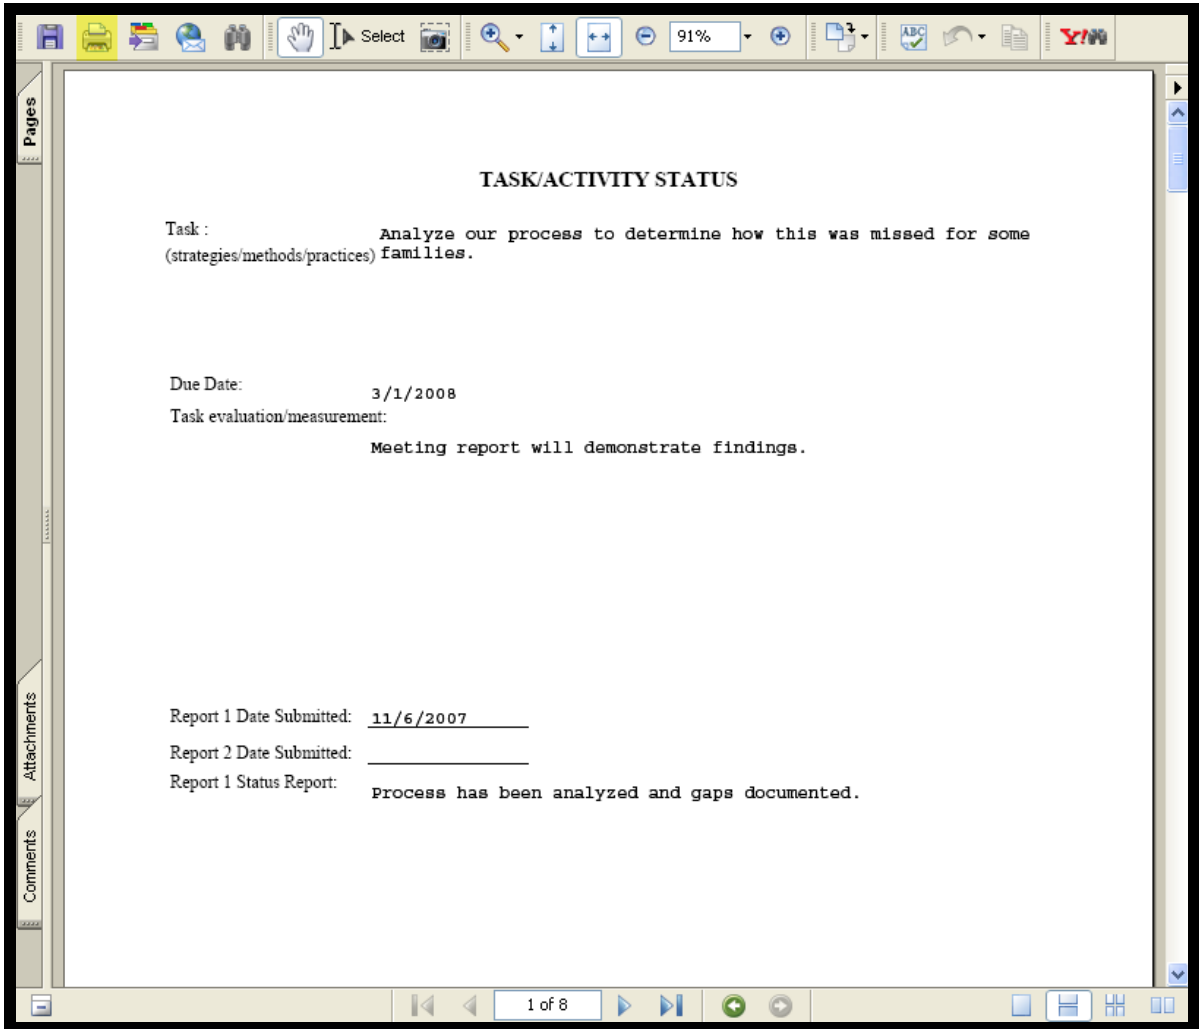 Select
91%
ABC
Y!
Pages
TASK/ACTIVITY STATUS
Task :
Analyze our process to determine how this was missed for some
(strategies/methods/practices) families.
Due Date:
3/1/2008
Task evaluation/measurement:
Meeting report will demonstrate findings.
Report 1 Date Submitted: 11/6/2007
Report 2 Date Submitted:
Report 1 Status Report:
Process has been analyzed and gaps documented.
Attachments
Comments
1 of 8